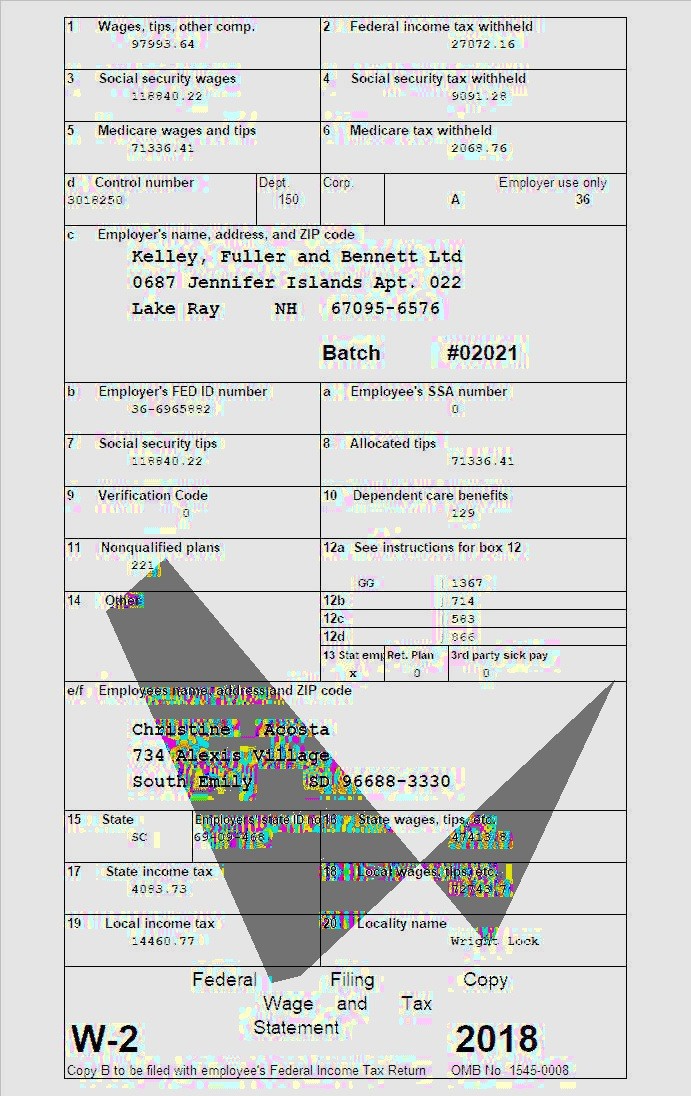 1 Wages, tips, other comp. 2 Federal income tax withheld
97993.64 27072.16
3 Social security wages 4 Social security tax withheld
118840.22 9091.28
5 Medicare wages and tips 6 Medicare tax withheld
71336.41 2068.76
d Control number Dept. Corp. Employer use only
3018250 150 A 36
c Employer's name, address, and ZIP code
Kelley, Fuller and Bennett Ltd
0687 Jennifer Islands Apt. 022
Lake Ray NH 67095-6576
Batch #02021
b Employer's FED ID number a Employee's SSA number
36-6965882 0
7 Social security tips 8 Allocated tips
118840.22 71336.41
9 Verification Code 10 Dependent care benefits
0 129
11 Nonqualified plans 12a See instructions for box 12
221
GG 1367
14 Other 12b 714
12c 583
12d 866
13 Stat emp Ret. Plan 3rd party sick pay
x 0 0
e/f Employees name, address and ZIP code
Christine Acosta
734 Alexis Village
South Emily SD 96688-3330
15 State Employer's state ID no 16 State wages, tips, etc.
SC
17 State income tax 18 Local wages, tips, etc.
4093.73
19 Local income tax 20 Locality name
14460.77 Wright Lock
Federal Filing Copy
Wage and Tax
Statement
W-2 2018
Copy B to be filed with employee's Federal Income Tax Return OMB No 1545-0008